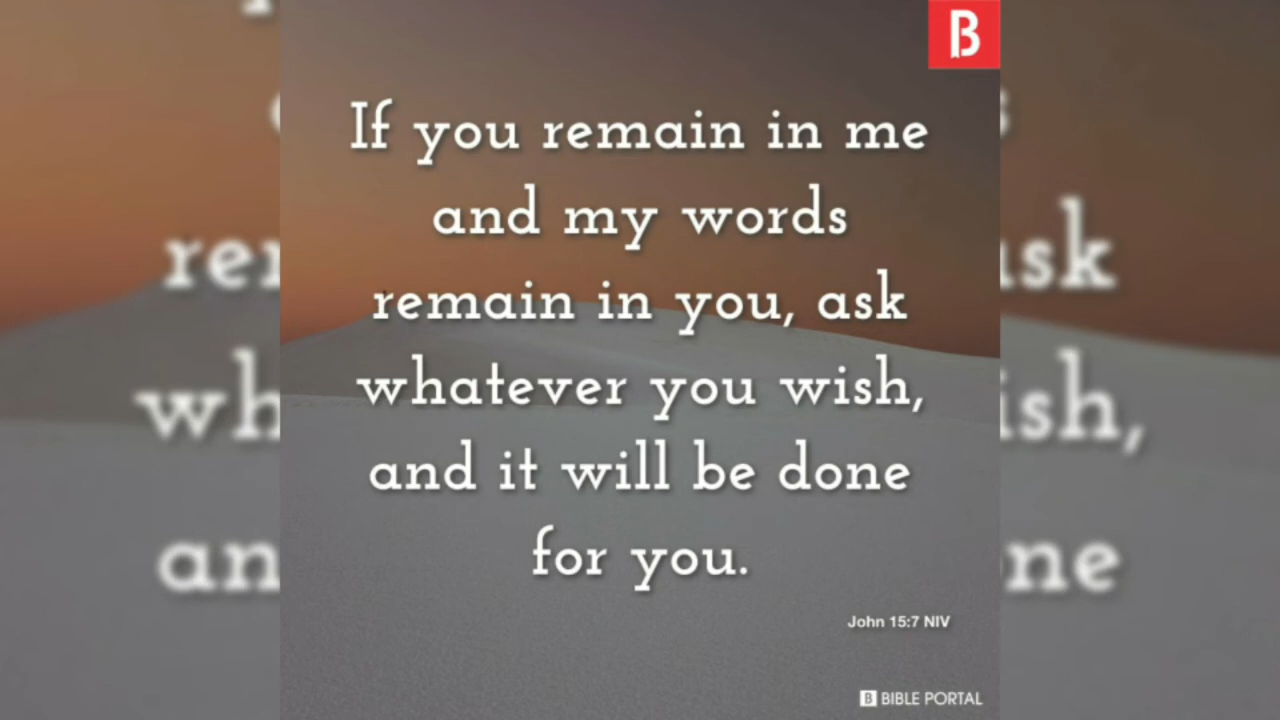 B
If you remain in me
and my words
remain in you, ask
whatever you wish,
and it will be done
for you.
John 15:7 NIV
B BIBLE PORTAL